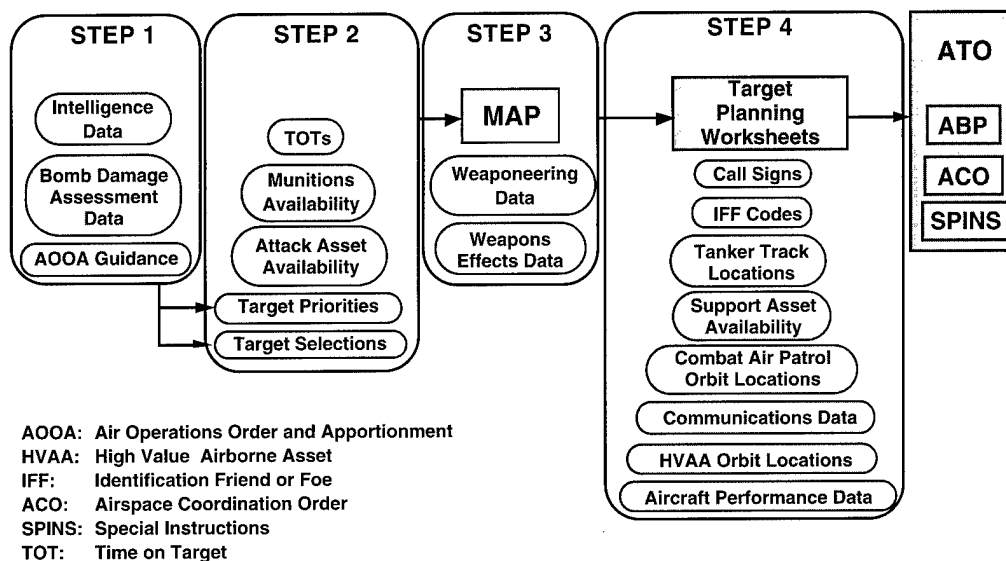 STEP 1
Intelligence
Data
Bomb Damage
Assessment
Data
AOOA Guidance
STEP 2
TOTs
Munitions
Availability
Attack Asset
Availability
Target Priorities
Target Selections
STEP 3
MAP
Weaponeering
Data
Weapons
Effects Data
STEP 4
Target
Planning
Worksheets
Call Signs
IFF Codes
Tanker Track
Locations
Support Asset
Availability
Combat Air Patrol
Orbit Locations
Communications Data
HVAA Orbit Locations
Aircraft Performance Data
ATO
ABP
ACO
SPINS
AOOA: Air Operations Order and Apportionment
HVAA: High Value Airborne Asset
IFF: Identification Friend or Foe
ACO: Airspace Coordination Order
SPINS: Special Instructions
TOT: Time on Target